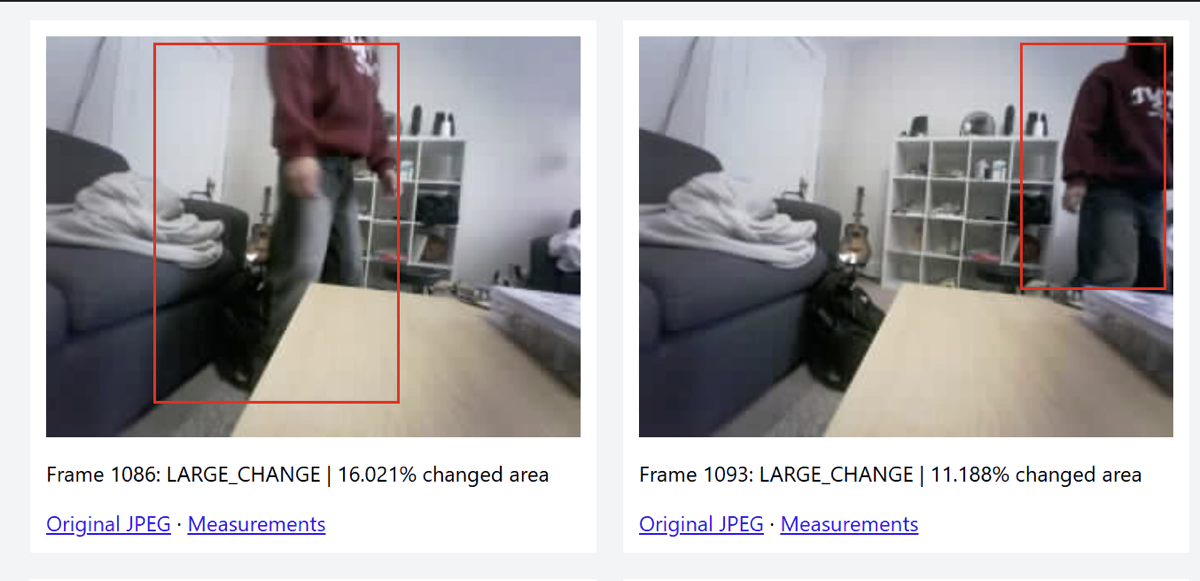 Frame 1086: LARGE_CHANGE | 16.021% changed area
Original JPEG · Measurements
Frame 1093: LARGE_CHANGE | 11.188% changed area
Original JPEG · Measurements